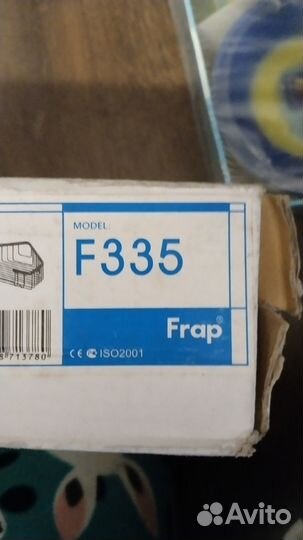 MODEL:
F335
Frap®
CE ISO2001
713780
Avito